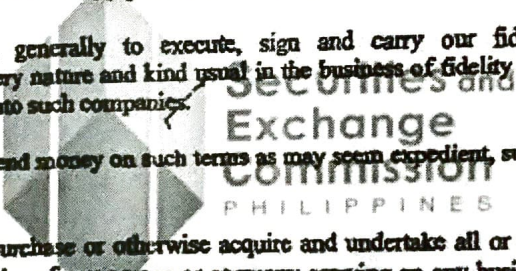 generally to execute, sign and carry our fid
ery nature and kind usual in the business of fidelity
nto such companies.
Securities and
Exchange
end money on such terms as may seem expedient, su
Commission
PHILIPPINES
urchase or otherwise acquire and undertake all or